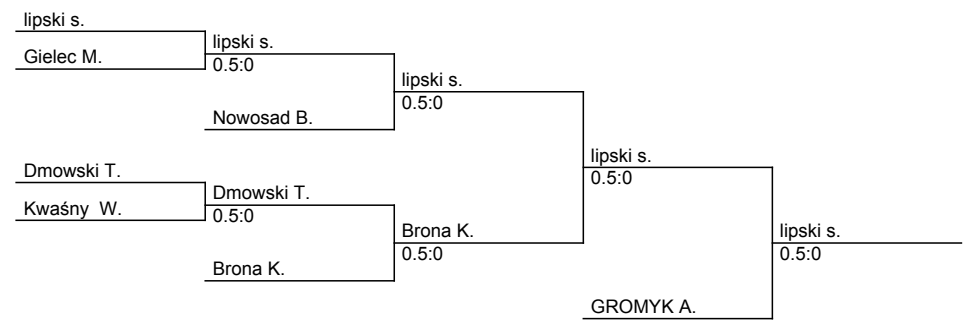 lipski s.
Gielec M.
lipski s.
0.5:0
Nowosad B.
lipski s.
0.5:0
Dmowski T.
Kwaśny  W.
Dmowski T.
0.5:0
Brona K.
Brona K.
0.5:0
lipski s.
0.5:0
GROMYK A.
lipski s.
0.5:0